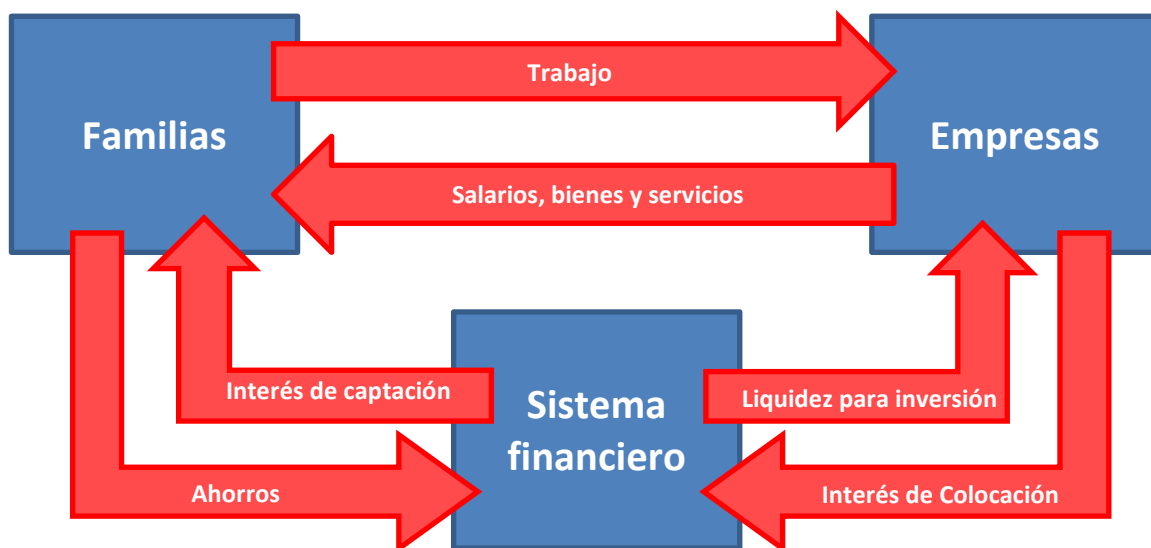 Trabajo
Familias
Empresas
Salarios, bienes y servicios
Interés de captación
Liquidez para inversión
Sistema
financiero
Ahorros
Interés de Colocación